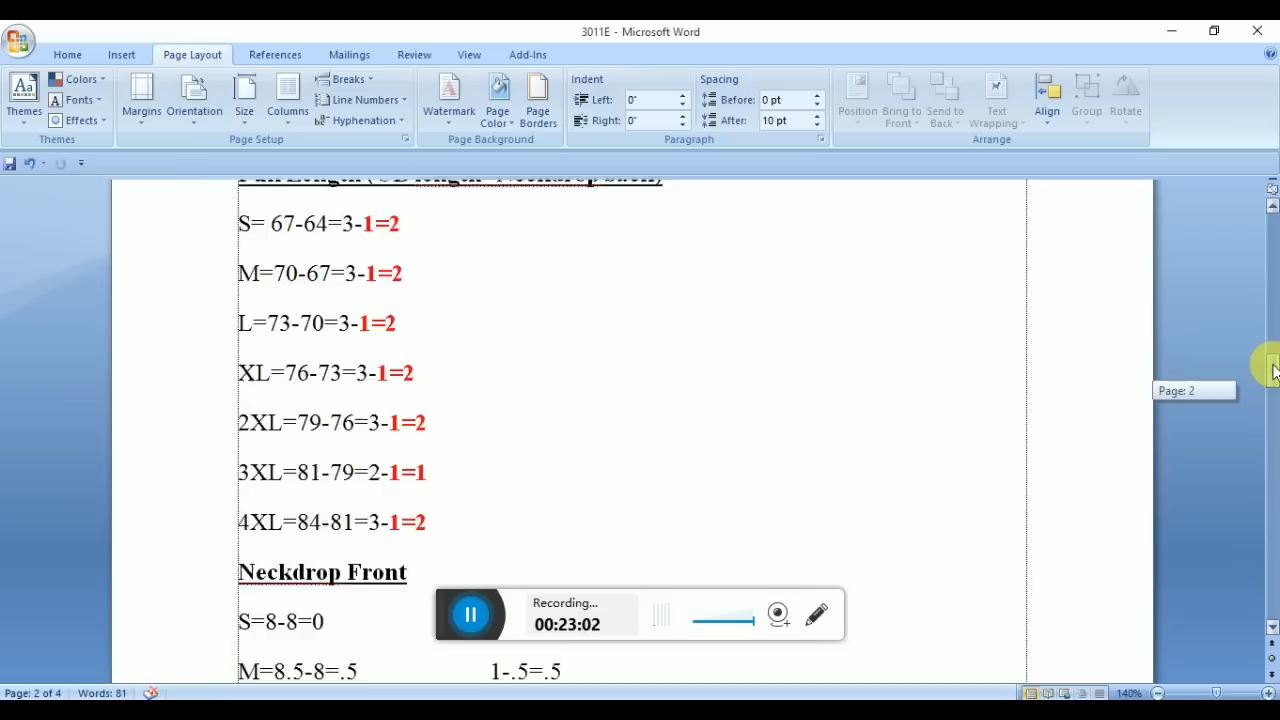 3011E - Microsoft Word
Home Insert Page Layout References Mailings Review View Add-Ins
Aa Themes Colors Fonts Effects
Margins Orientation Size Columns Breaks Line Numbers Hyphenation
Watermark Page Color Page Borders
Indent Spacing
Left: 0" Before: 0 pt
Right: 0" After: 10 pt
Position Bring to Front Send to Back Text Wrapping Align Group Rotate
Themes Page Setup Page Background Paragraph Arrange
S= 67-64=3-1=2
M=70-67=3-1=2
L=73-70=3-1=2
XL=76-73=3-1=2
Page: 2
2XL=79-76=3-1=2
3XL=81-79=2-1=1
4XL=84-81=3-1=2
Neckdrop Front
Recording...
00:23:02
S=8-8=0
M=8.5-8=.5 1-.5=.5
Page: 2 of 4 Words: 81 140%